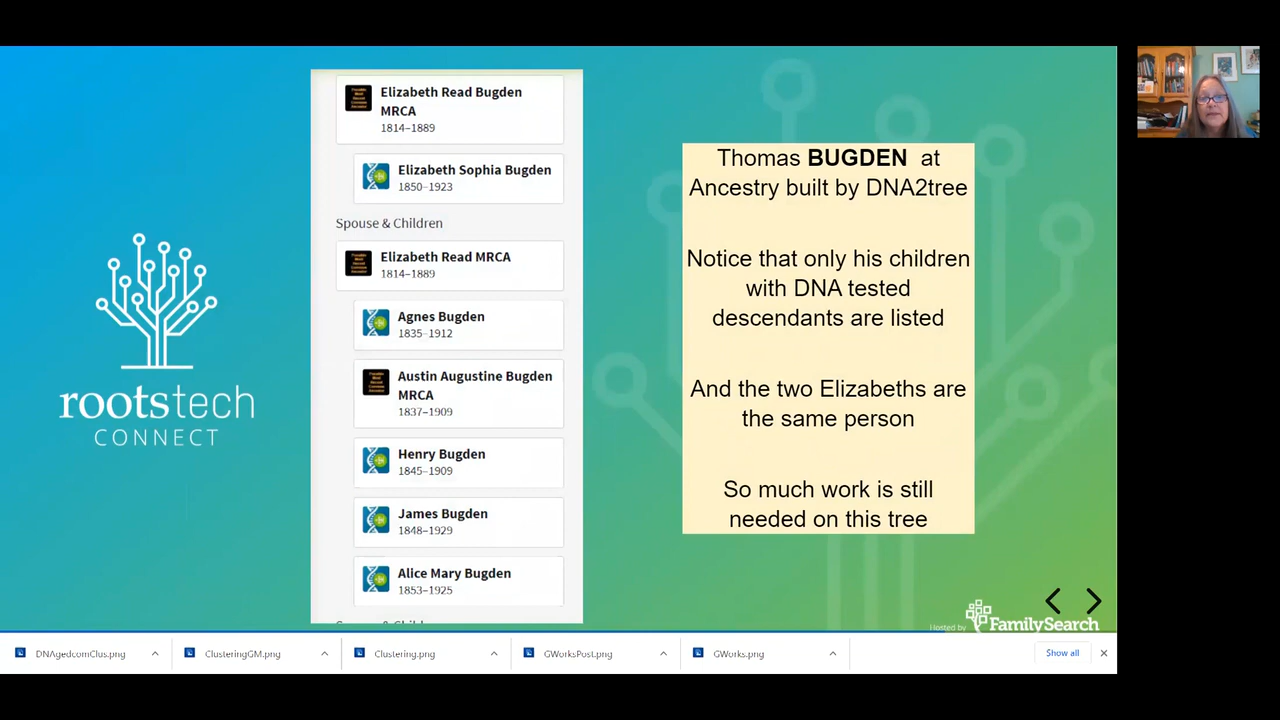 Elizabeth Read Bugden
MRCA
1814–1889
Elizabeth Sophia Bugden
1850–1923
Spouse & Children
Elizabeth Read MRCA
1814–1889
Agnes Bugden
1835–1912
Austin Augustine Bugden
MRCA
1837–1909
Henry Bugden
1845–1909
James Bugden
1848–1929
Alice Mary Bugden
1853–1925
Thomas BUGDEN at
Ancestry built by DNA2tree
Notice that only his children
with DNA tested
descendants are listed
And the two Elizabeths are
the same person
So much work is still
needed on this tree
rootstech
CONNECT
Hosted by FamilySearch
DNAgedcomClus.png
ClusteringGM.png
Clustering.png
GWorksPost.png
GWorks.png
Show all